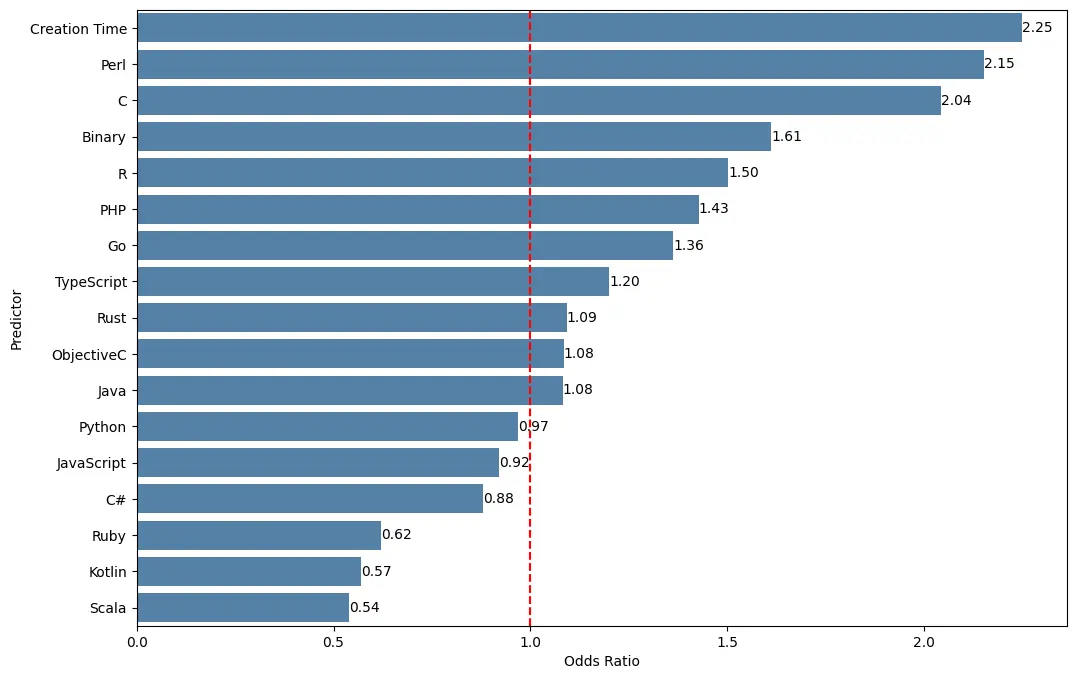 Predictor
Creation Time 2.25
Perl 2.15
C 2.04
Binary 1.61
R 1.50
PHP 1.43
Go 1.36
TypeScript 1.20
Rust 1.09
ObjectiveC 1.08
Java 1.08
Python 0.97
JavaScript 0.92
C# 0.88
Ruby 0.62
Kotlin 0.57
Scala 0.54
0.0 0.5 1.0 1.5 2.0
Odds Ratio